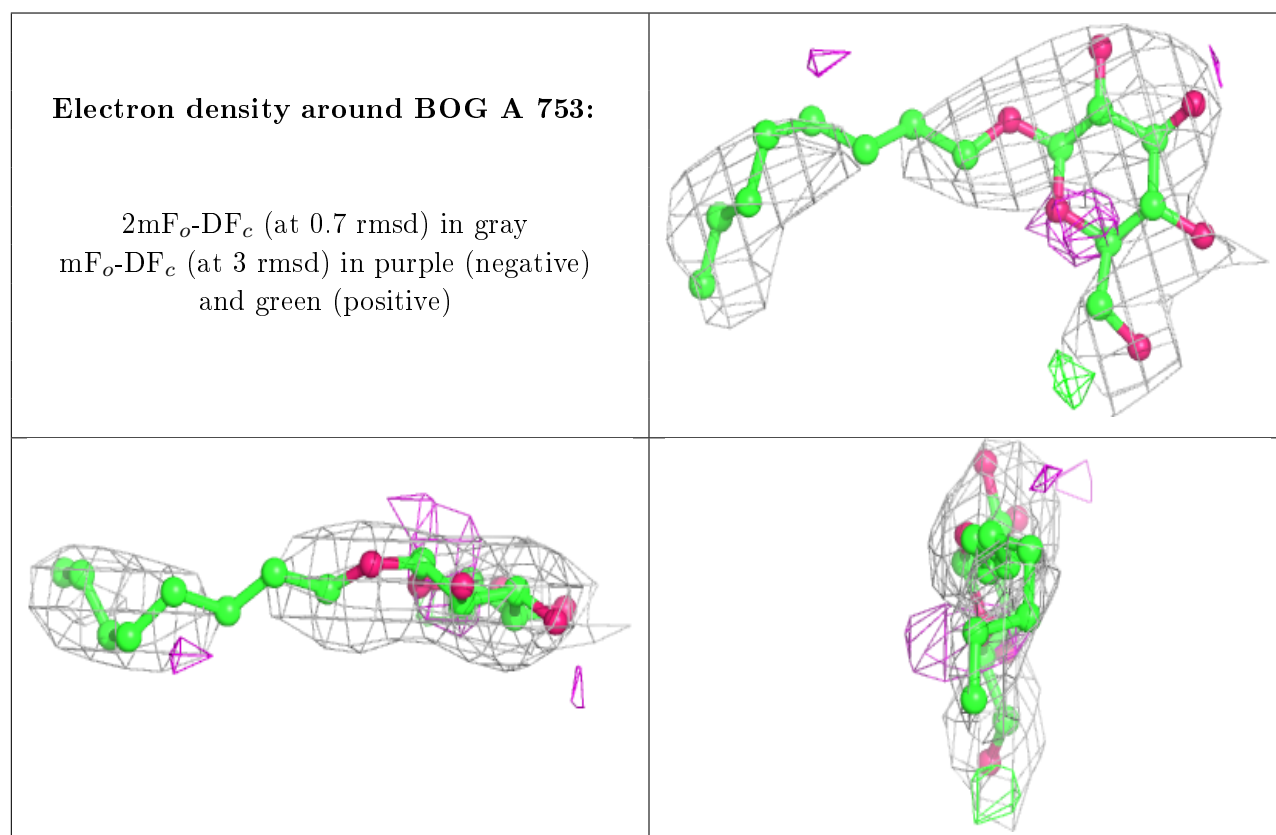 Electron density around BOG A 753:
2mFo-DFc (at 0.7 rmsd) in gray
mFo-DFc (at 3 rmsd) in purple (negative)
and green (positive)